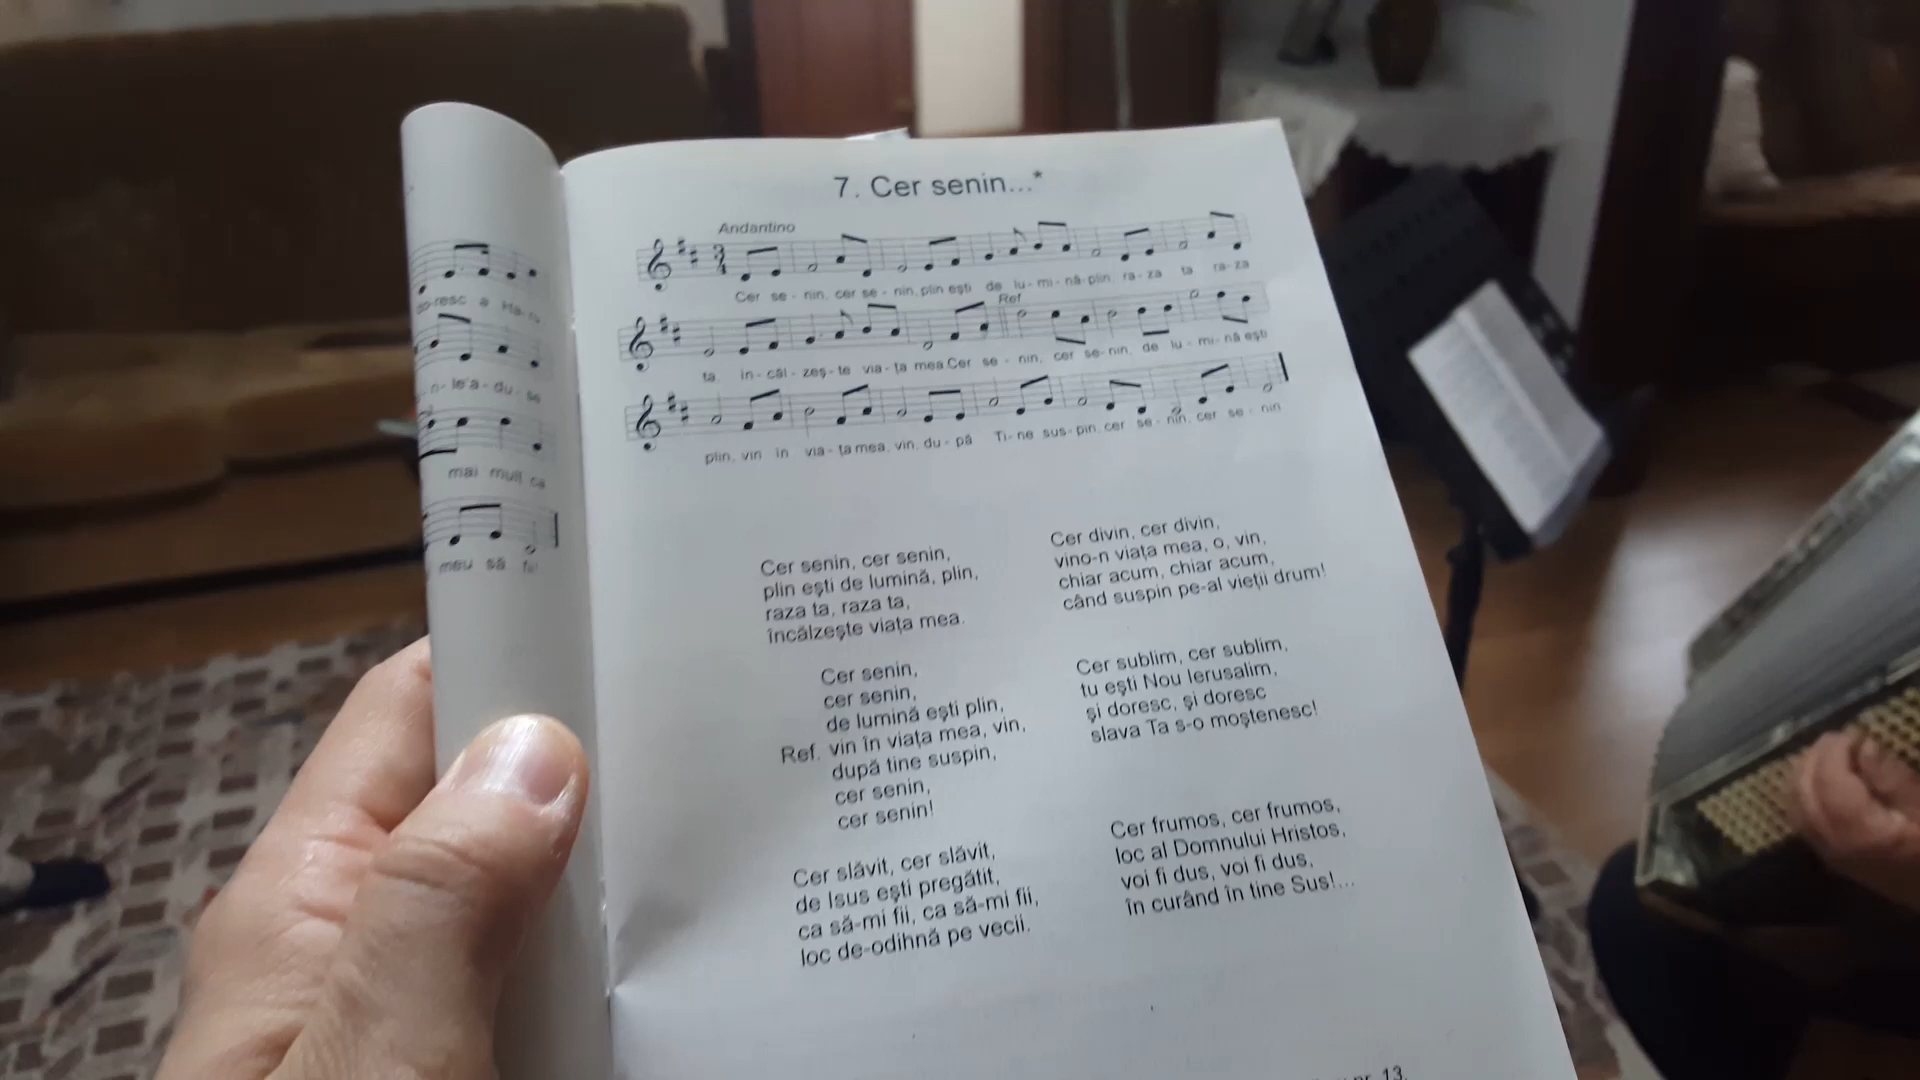 7. Cer senin...*
Andantino
Cer se - nin, cer se - nin, plin ești de lu - mi - nă plin, ra - za ta ra - za
Ref
ta în - căl - zeș - te via - ța mea Cer se - nin, cer se - nin, de lu - mi - nă ești
plin, vin în via - ța mea, vin, du - pă Ti - ne sus - pin, cer se - nin, cer se - nin
doresc a
n - le'a - du - se
mai mult ca
meu să fii
Cer senin, cer senin,
plin ești de lumină, plin,
raza ta, raza ta,
încălzește viața mea.
Cer senin,
cer senin,
de lumină ești plin,
Ref. vin în viața mea, vin,
după tine suspin,
cer senin,
cer senin!
Cer slăvit, cer slăvit,
de Isus ești pregătit,
ca să-mi fii, ca să-mi fii,
loc de-odihnă pe vecii.
Cer divin, cer divin,
vino-n viața mea, o, vin,
chiar acum, chiar acum,
când suspin pe-al vieții drum!
Cer sublim, cer sublim,
tu ești Nou Ierusalim,
și doresc, și doresc
slava Ta s-o moștenesc!
Cer frumos, cer frumos,
loc al Domnului Hristos,
voi fi dus, voi fi dus,
în curând în tine Sus!...
nr. 13.